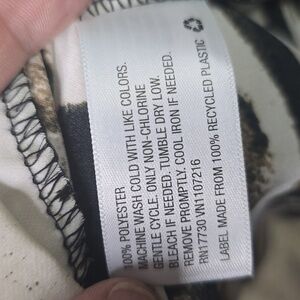 100% POLYESTER
MACHINE WASH COLD WITH LIKE COLORS.
GENTLE CYCLE. ONLY NON-CHLORINE
BLEACH IF NEEDED. TUMBLE DRY LOW.
REMOVE PROMPTLY. COOL IRON IF NEEDED.
RN17730 VN1107216
LABEL MADE FROM 100% RECYCLED PLASTIC